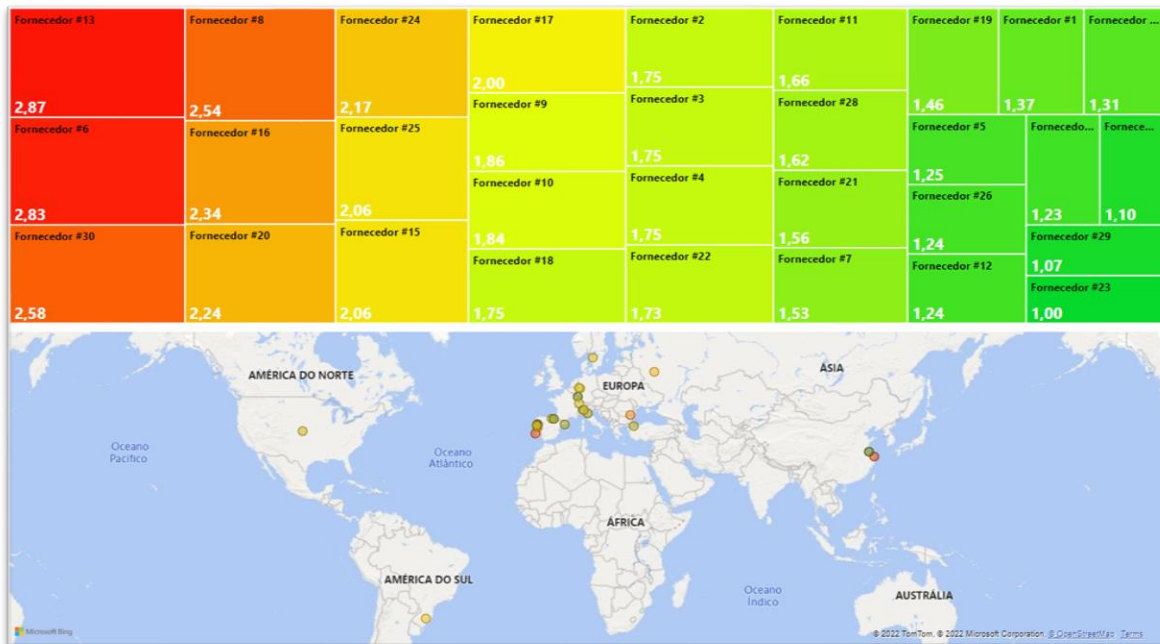 Fornecedor #13
2,87
Fornecedor #6
2,83
Fornecedor #30
2,58
Fornecedor #8
2,54
Fornecedor #16
2,34
Fornecedor #20
2,24
Fornecedor #24
2,17
Fornecedor #25
2,06
Fornecedor #15
2,06
Fornecedor #17
2,00
Fornecedor #9
1,86
Fornecedor #10
1,84
Fornecedor #18
1,75
Fornecedor #2
1,75
Fornecedor #3
1,75
Fornecedor #4
1,75
Fornecedor #22
1,73
Fornecedor #11
1,66
Fornecedor #28
1,62
Fornecedor #21
1,56
Fornecedor #7
1,53
Fornecedor #19
1,46
Fornecedor #1
1,37
Fornecedor ...
1,31
Fornecedor #5
1,25
Fornecedor #26
1,24
Fornecedor #12
1,24
Fornecedo...
1,23
Fornece...
1,10
Fornecedor #29
1,07
Fornecedor #23
1,00
AMÉRICA DO NORTE
EUROPA
ÁSIA
Oceano
Pacífico
Oceano
Atlântico
ÁFRICA
AMÉRICA DO SUL
Oceano
Índico
AUSTRÁLIA
Microsoft Bing
© 2022 TomTom, © 2022 Microsoft Corporation, © OpenStreetMap Terms